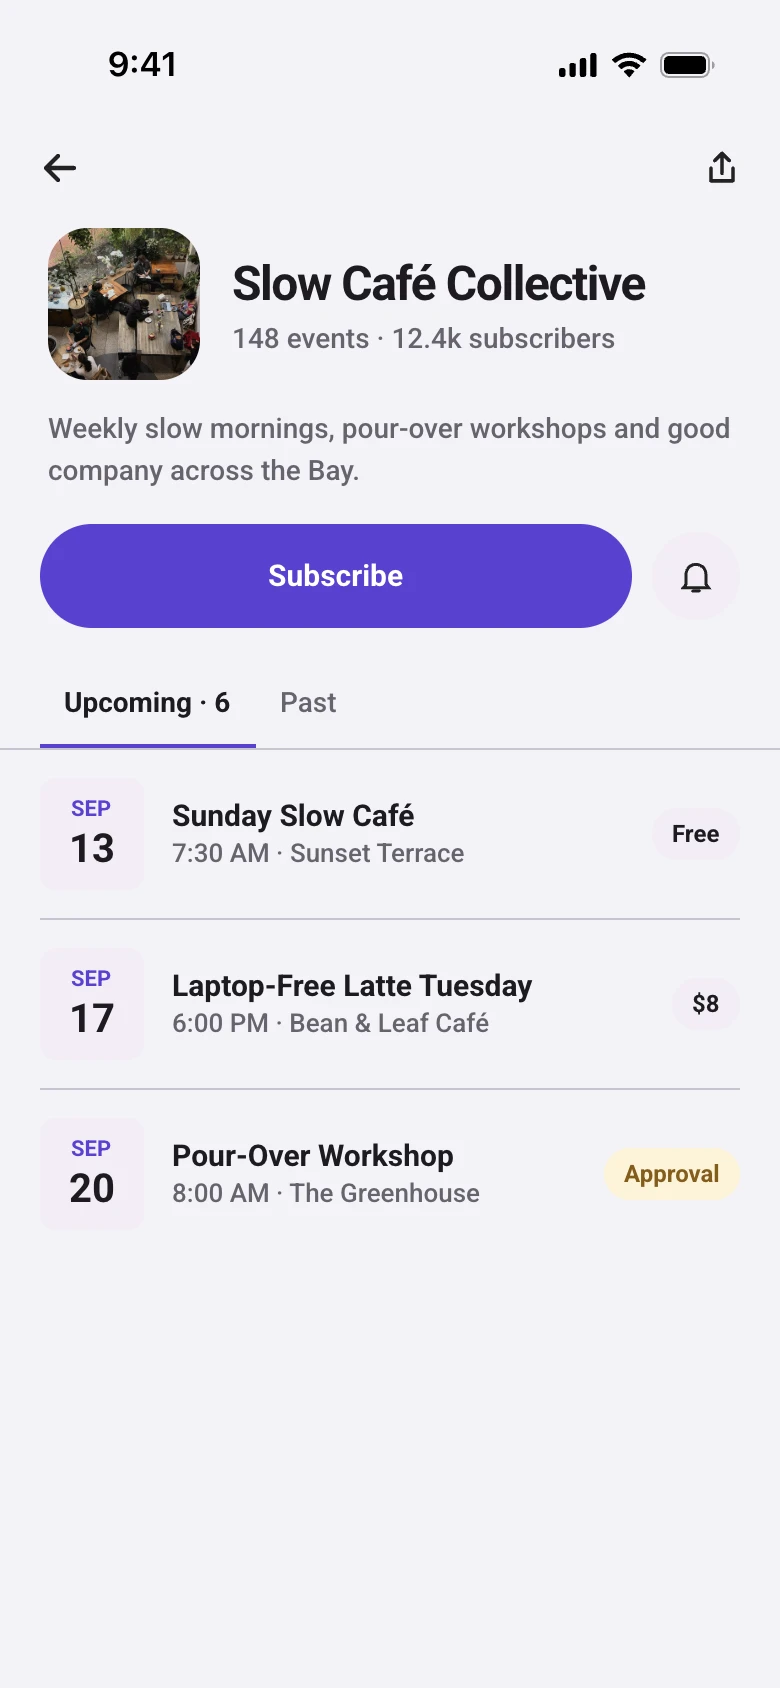 9:41
Slow Café Collective
148 events · 12.4k subscribers
Weekly slow mornings, pour-over workshops and good
company across the Bay.
Subscribe
Upcoming · 6
Past
SEP
13
Sunday Slow Café
7:30 AM · Sunset Terrace
Free
SEP
17
Laptop-Free Latte Tuesday
6:00 PM · Bean & Leaf Café
$8
SEP
20
Pour-Over Workshop
8:00 AM · The Greenhouse
Approval